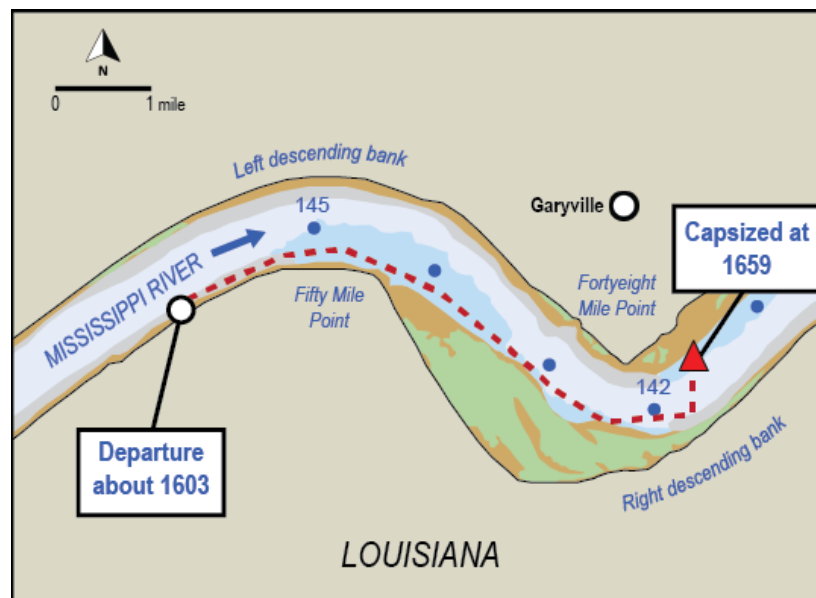 N
0 1 mile
Left descending bank
145
Garyville
Capsized at
1659
MISSISSIPPI RIVER
Fifty Mile
Point
Fortyeight
Mile Point
142
Departure
about 1603
Right descending bank
LOUISIANA